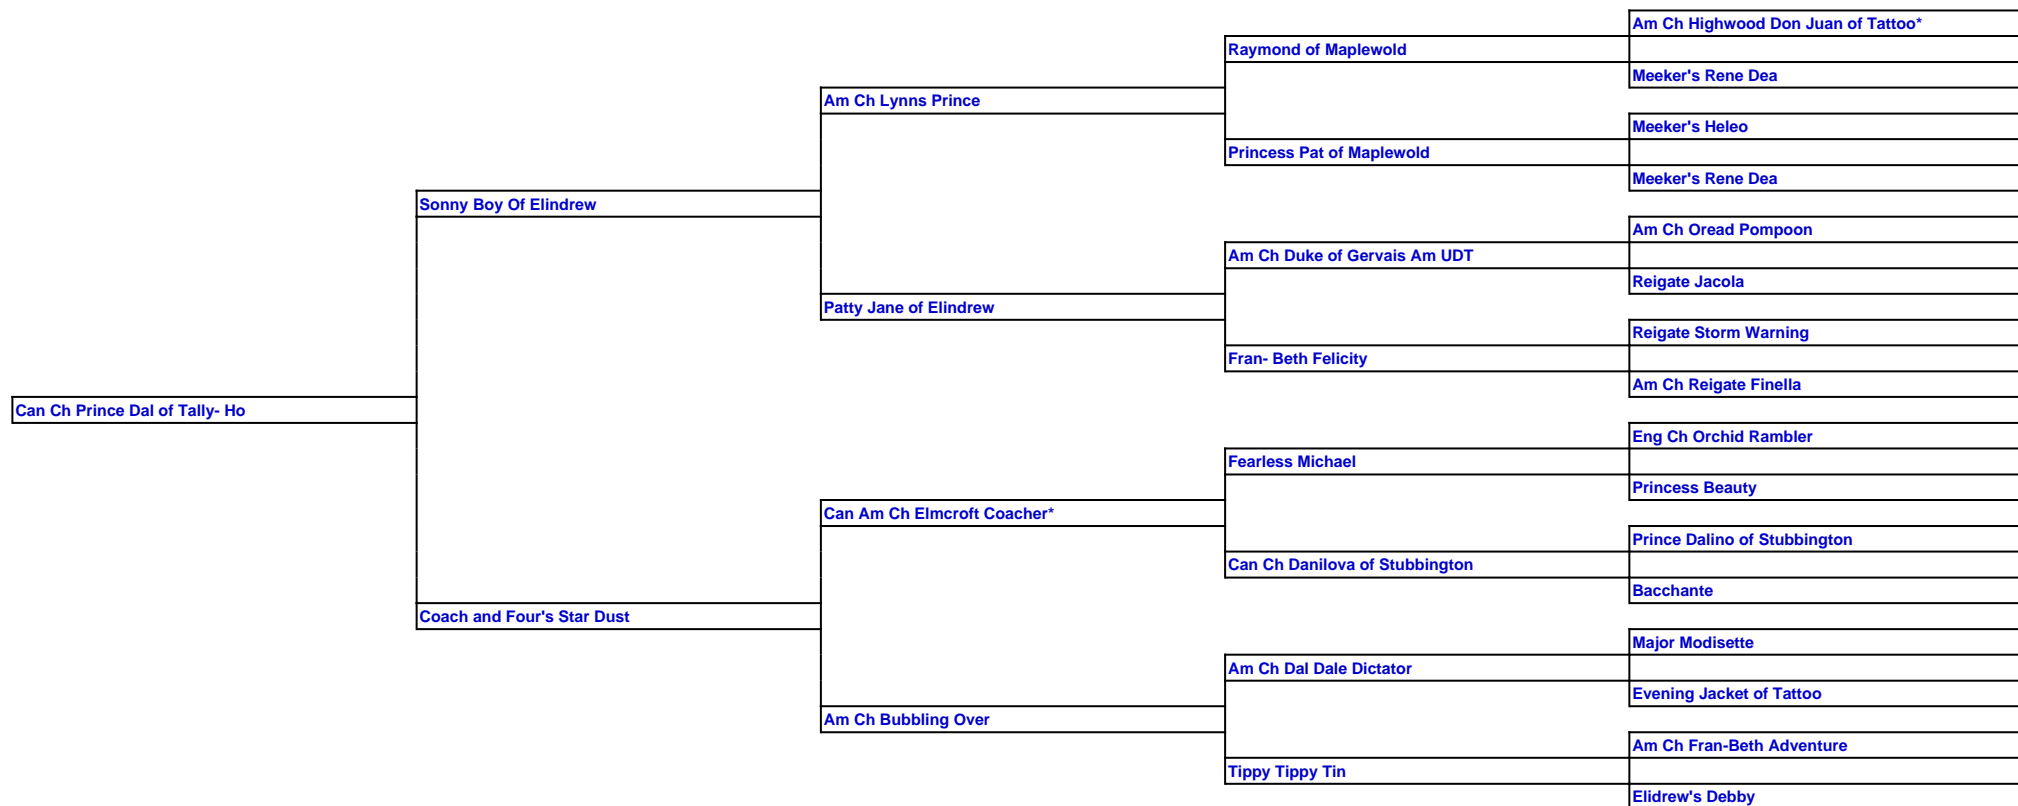 Am Ch Highwood Don Juan of Tattoo*
Raymond of Maplewold
Meeker's Rene Dea
Am Ch Lynns Prince
Meeker's Heleo
Princess Pat of Maplewold
Meeker's Rene Dea
Sonny Boy Of Elindrew
Am Ch Oread Pompoon
Am Ch Duke of Gervais Am UDT
Reigate Jacola
Patty Jane of Elindrew
Reigate Storm Warning
Fran- Beth Felicity
Am Ch Reigate Finella
Can Ch Prince Dal of Tally- Ho
Eng Ch Orchid Rambler
Fearless Michael
Princess Beauty
Can Am Ch Elmcroft Coacher*
Prince Dalino of Stubbington
Can Ch Danilova of Stubbington
Bacchante
Coach and Four's Star Dust
Major Modisette
Am Ch Dal Dale Dictator
Evening Jacket of Tattoo
Am Ch Bubbling Over
Am Ch Fran-Beth Adventure
Tippy Tippy Tin
Elidrew's Debby